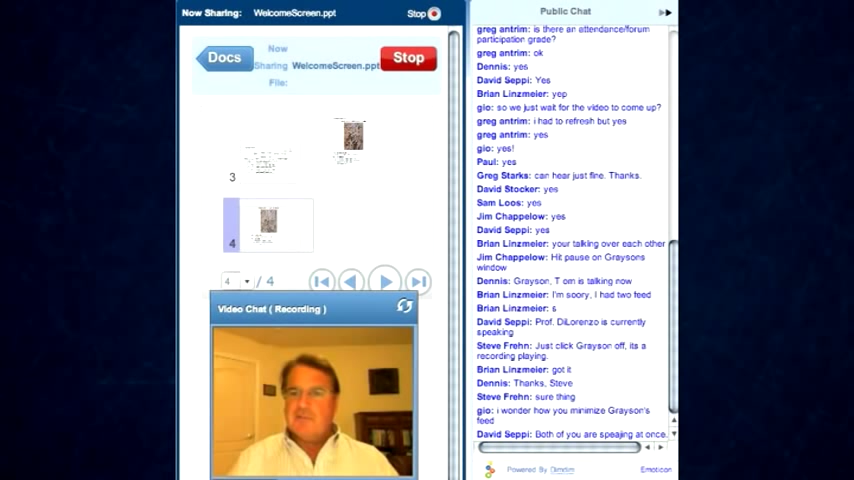 Now Sharing: WelcomeScreen.ppt Stop
Docs
Now
Sharing WelcomeScreen.ppt
File:
Stop
3
4
4 / 4
Video Chat ( Recording )
Public Chat
greg antrim: is there an attendance/forum
participation grade?
greg antrim: ok
Dennis: yes
David Seppi: Yes
Brian Linzmeier: yep
gio: so we just wait for the video to come up?
greg antrim: i had to refresh but yes
greg antrim: yes
gio: yes!
Paul: yes
Greg Starks: can hear just fine. Thanks.
David Stocker: yes
Sam Loos: yes
Jim Chappelow: yes
David Seppi: yes
Brian Linzmeier: your talking over each other
Jim Chappelow: Hit pause on Graysons
window
Dennis: Grayson, T om is talking now
Brian Linzmeier: I'm soory, I had two feed
Brian Linzmeier: s
David Seppi: Prof. DiLorenzo is currently
speaking
Steve Frehn: Just click Grayson off, its a
recording playing.
Brian Linzmeier: got it
Dennis: Thanks, Steve
Steve Frehn: sure thing
gio: i wonder how you minimize Grayson's
feed
David Seppi: Both of you are speajing at once.
Powered By Dimdim
Emoticon